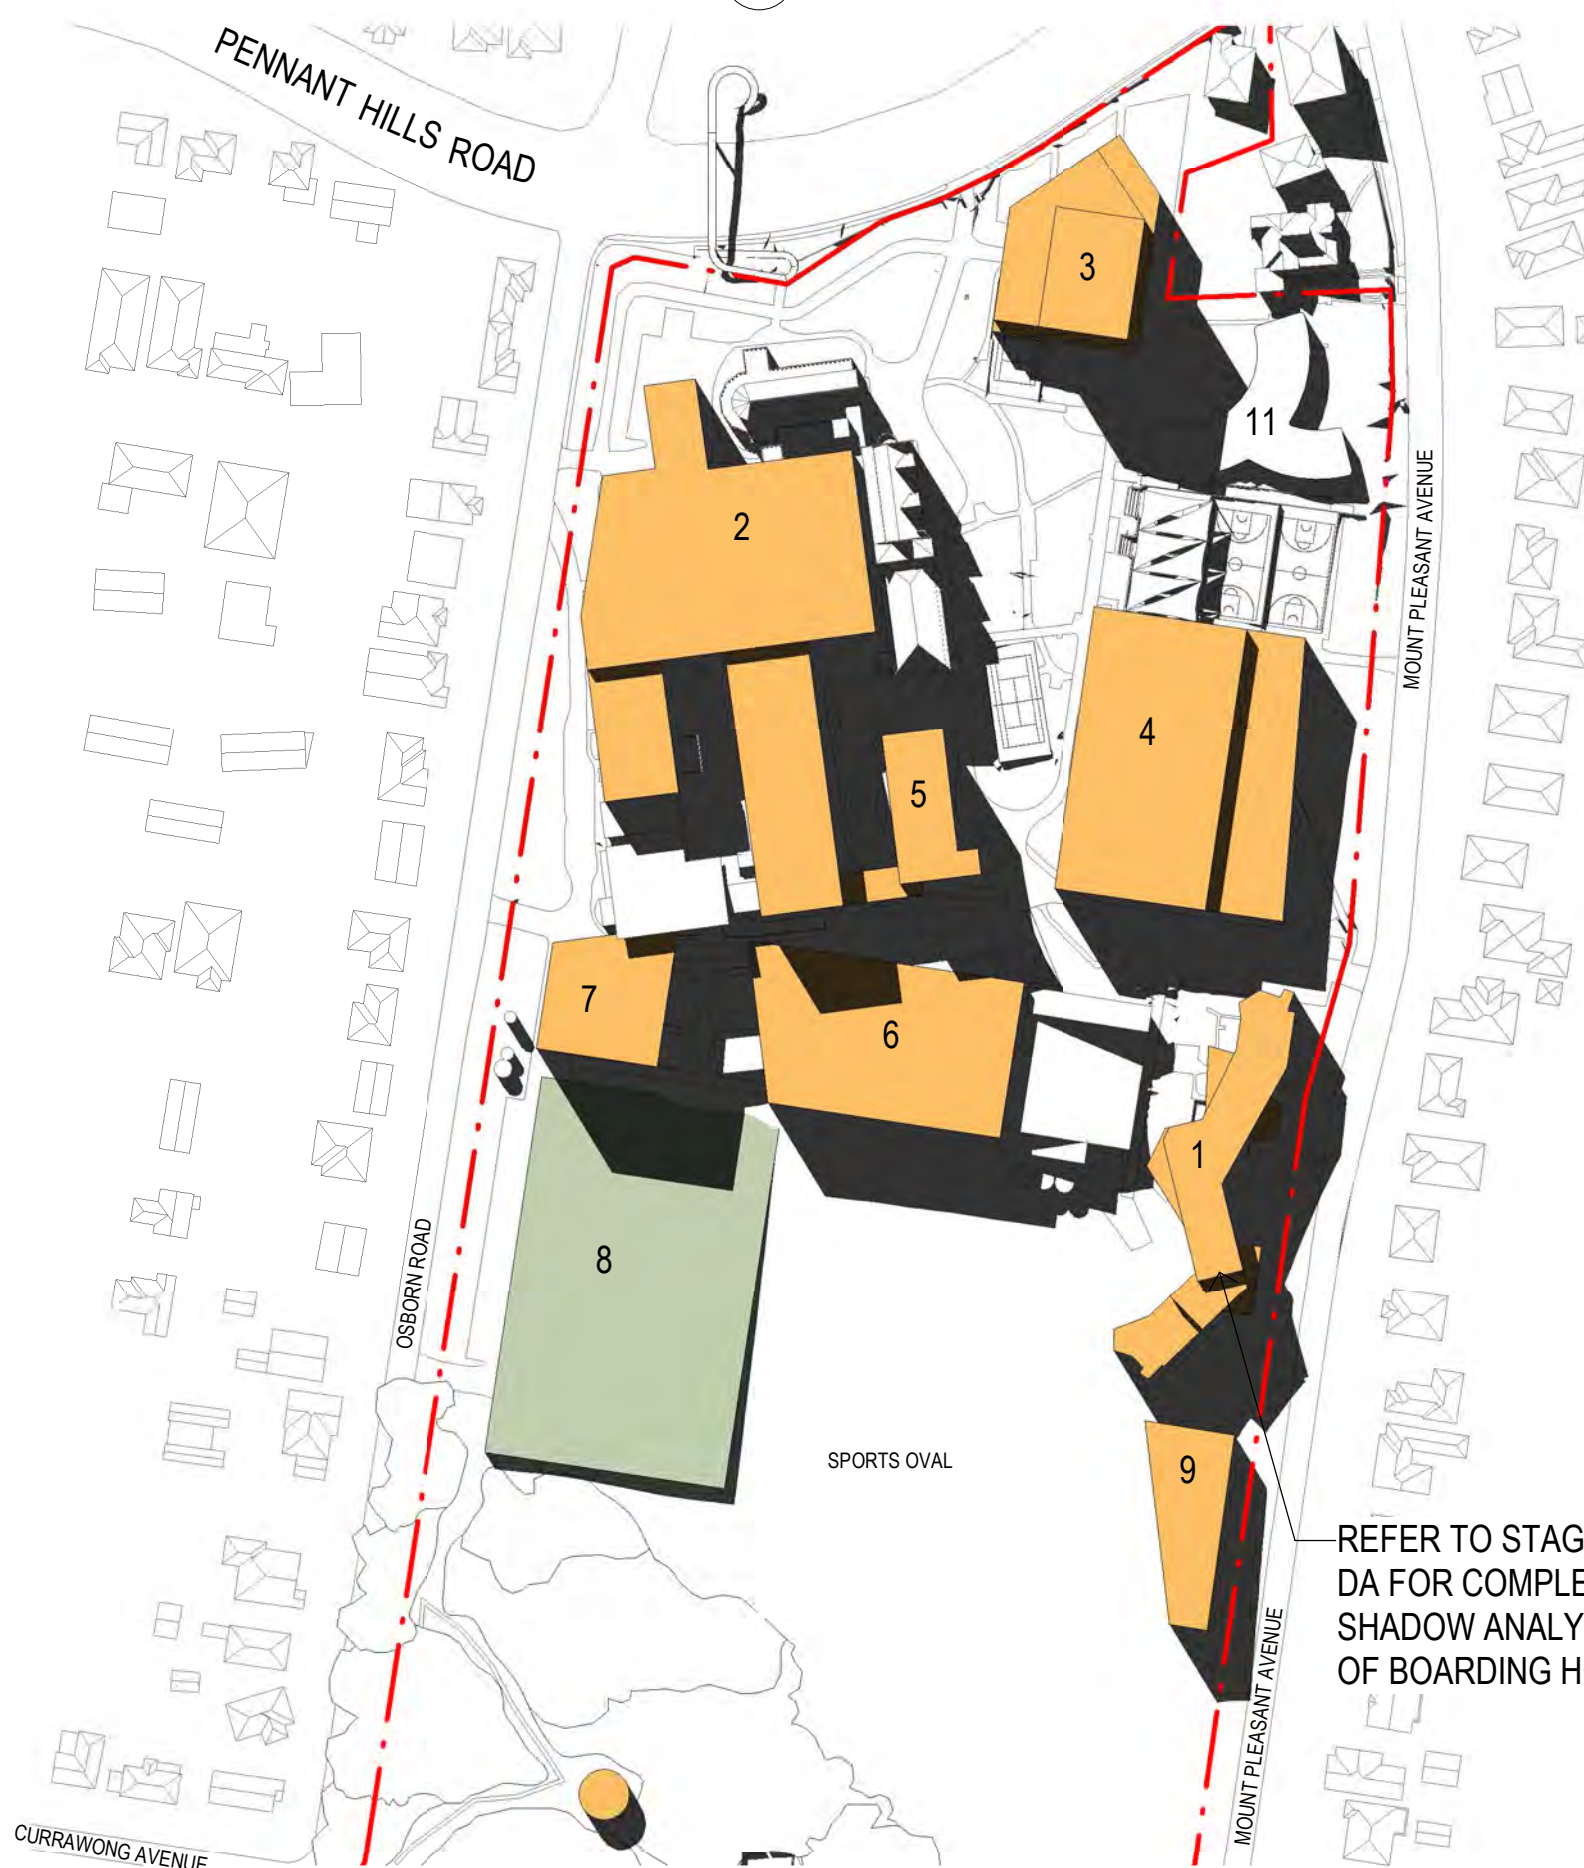 PENNANT HILLS ROAD
3
11
2
MOUNT PLEASANT AVENUE
4
5
7
6
1
8
OSBORN ROAD
SPORTS OVAL
9
REFER TO STAG
DA FOR COMPLE
SHADOW ANALY
OF BOARDING H
MOUNT PLEASANT AVENUE
CURRAWONG AVENUE